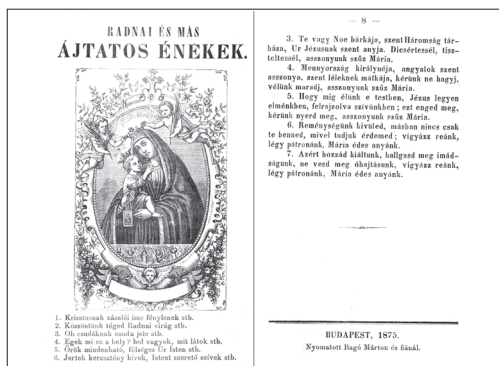 RADNAI ÉS MÁS
ÁJTATOS ÉNEKEK.
1. Krisztusnak zászlói ime fénylenek stb.
2. Köszöntünk téged Radnai virág stb.
3. Oh csudáknak csuda jele stb.
4. Egek mi ez a hely? hol vagyok, mit látok stb.
5. Örök mindenható, fölséges Ur Isten stb.
6. Jertek keresztény hívek, Istent szerető szívek stb.
— 8 —
3. Te vagy Noe bárkája, szent Háromság tár-
háza, Ur Jézusnak szent anyja. Dicsértessél, tisz-
teltessél, asszonyunk szűz Mária.
4. Mennyország királynéja, angyalok szent
asszonya, szent léleknek mátkája, kérünk ne hagyj,
vélünk maradj, asszonyunk szűz Mária.
5. Hogy mig élünk e testben, Jézus legyen
elménkben, felrajzolva szivünkben; ezt enged meg,
kérünk nyerd meg, asszonyunk szűz Mária.
6. Reménységünk kivüled, másban nincs csak
te benned, mivel tudjuk érdemed; vigyázz reánk,
légy pátronánk, Mária édes anyánk.
7. Azért hozzád kiáltunk, hallgasd meg imád-
ságunk, ne vesd meg óhajtásunk, vigyázz reánk,
légy pátronánk, Mária édes anyánk.
BUDAPEST, 1875.
Nyomatott Bagó Márton és fiánál.